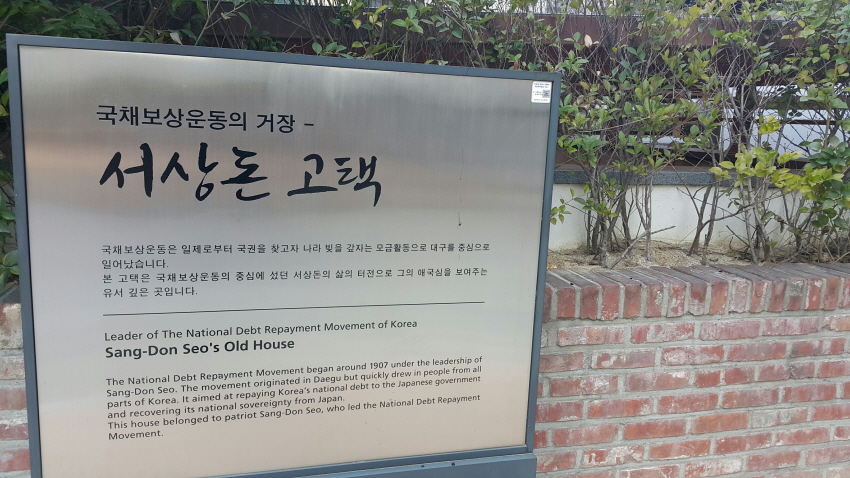 국채보상운동의 거장 –
서상돈 고택
국채보상운동은 일제로부터 국권을 찾고자 나라 빚을 갚자는 모금활동으로 대구를 중심으로
일어났습니다.
본 고택은 국채보상운동의 중심에 섰던 서상돈의 삶의 터전으로 그의 애국심을 보여주는
유서 깊은 곳입니다.
Leader of The National Debt Repayment Movement of Korea
Sang-Don Seo's Old House
The National Debt Repayment Movement began around 1907 under the leadership of
Sang-Don Seo. The movement originated in Daegu but quickly drew in people from all
parts of Korea. It aimed at repaying Korea's national debt to the Japanese government
and recovering its national sovereignty from Japan.
This house belonged to patriot Sang-Don Seo, who led the National Debt Repayment
Movement.